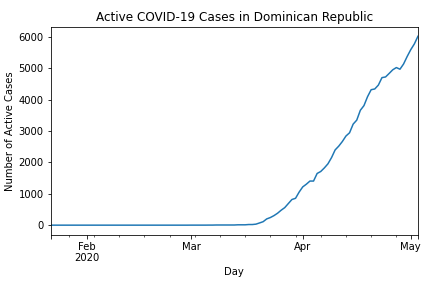 Active COVID-19 Cases in Dominican Republic
Number of Active Cases
6000
5000
4000
3000
2000
1000
0
Feb
2020
Mar
Apr
May
Day